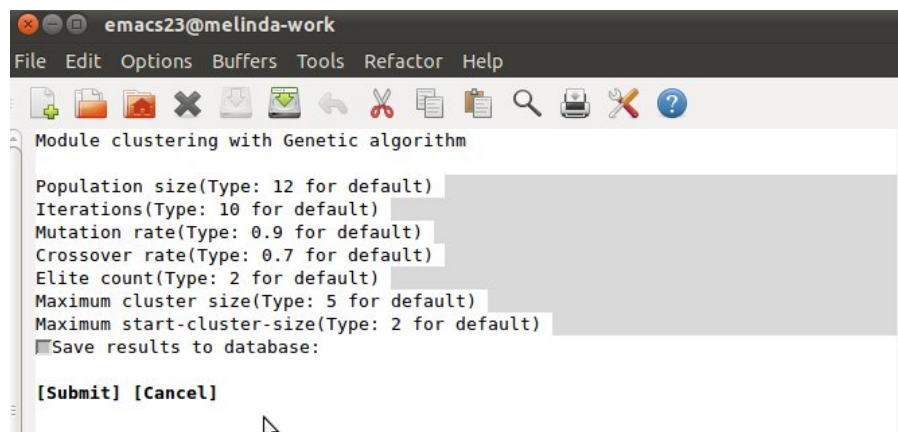 emacs23@melinda-work
File Edit Options Buffers Tools Refactor Help
Module clustering with Genetic algorithm
Population size(Type: 12 for default)
Iterations(Type: 10 for default)
Mutation rate(Type: 0.9 for default)
Crossover rate(Type: 0.7 for default)
Elite count(Type: 2 for default)
Maximum cluster size(Type: 5 for default)
Maximum start-cluster-size(Type: 2 for default)
Save results to database:
[Submit] [Cancel]